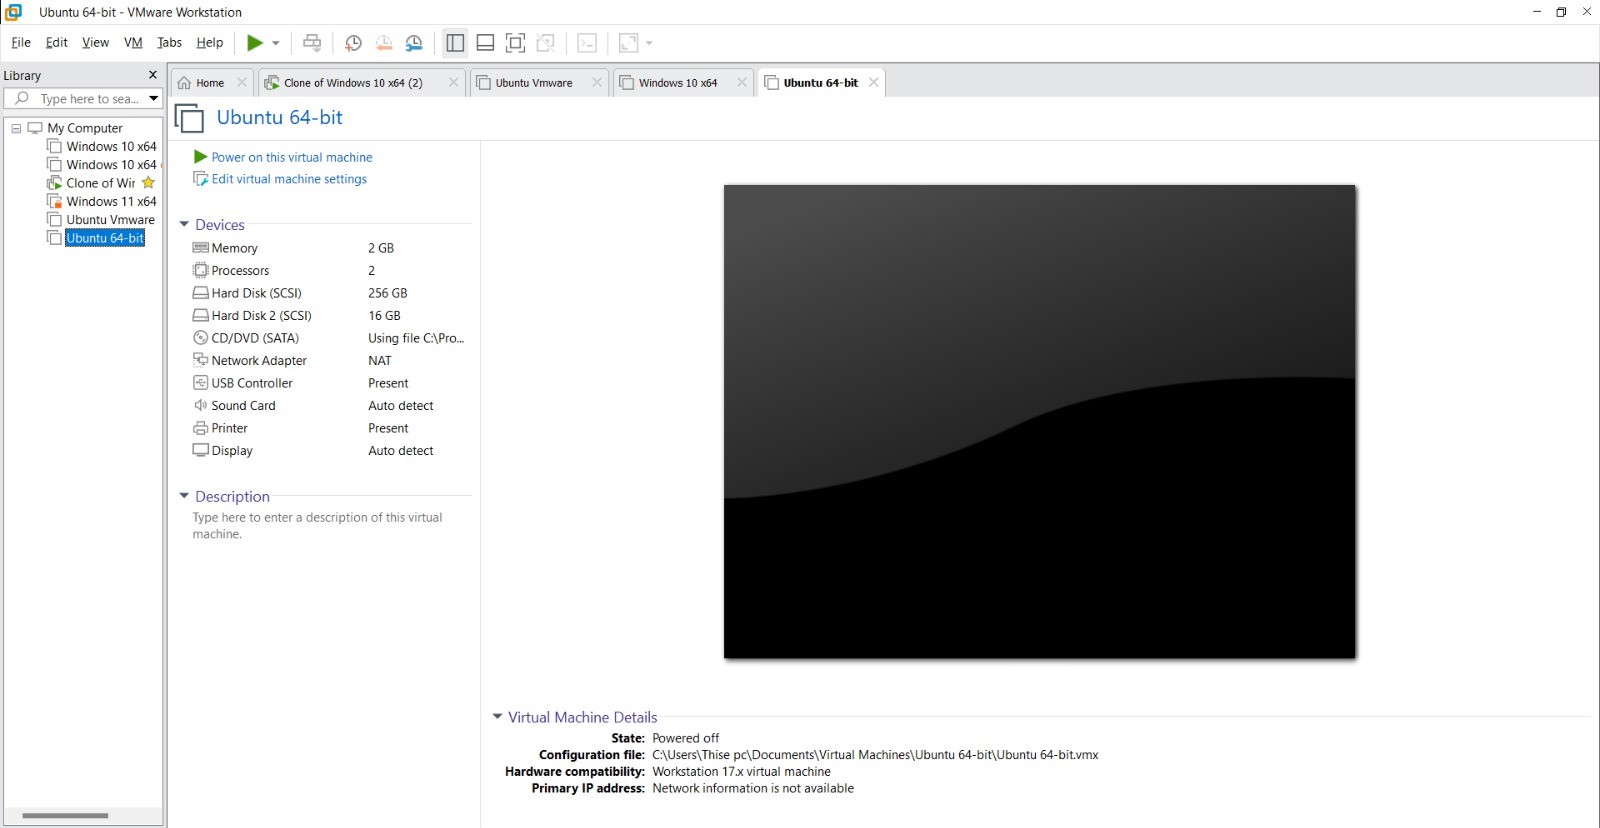 Ubuntu 64-bit - VMware Workstation
File Edit View VM Tabs Help
Library
Type here to sea...
My Computer
Windows 10 x64
Windows 10 x64
Clone of Wir
Windows 11 x64
Ubuntu Vmware
Ubuntu 64-bit
Home
Clone of Windows 10 x64 (2)
Ubuntu Vmware
Windows 10 x64
Ubuntu 64-bit
Ubuntu 64-bit
Power on this virtual machine
Edit virtual machine settings
Devices
Memory 2 GB
Processors 2
Hard Disk (SCSI) 256 GB
Hard Disk 2 (SCSI) 16 GB
CD/DVD (SATA) Using file C:\Pro...
Network Adapter NAT
USB Controller Present
Sound Card Auto detect
Printer Present
Display Auto detect
Description
Type here to enter a description of this virtual
machine.
Virtual Machine Details
State: Powered off
Configuration file: C:\Users\Thise pc\Documents\Virtual Machines\Ubuntu 64-bit\Ubuntu 64-bit.vmx
Hardware compatibility: Workstation 17.x virtual machine
Primary IP address: Network information is not available